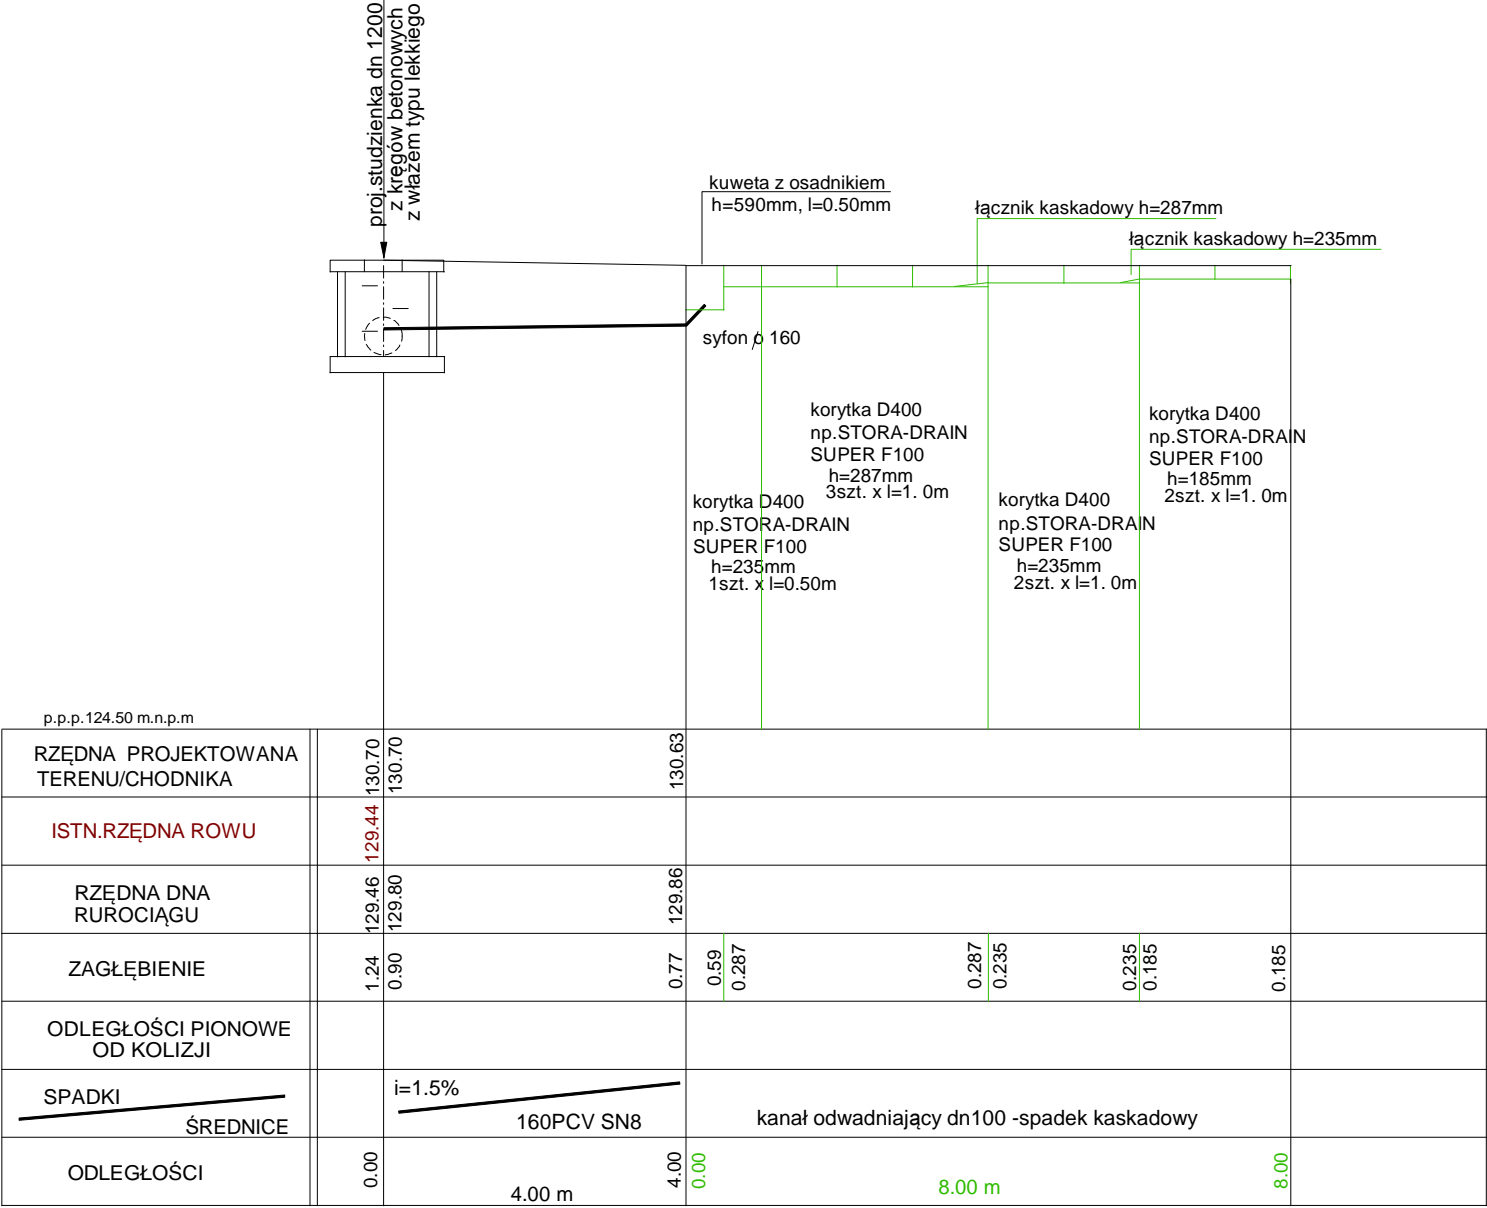 proj.studzienka dn 1200
z kręgów betonowych
z włazem typu lekkiego
kuweta z osadnikiem
h=590mm, l=0.50mm
łącznik kaskadowy h=287mm
łącznik kaskadowy h=235mm
syfon ϕ 160
korytka D400
np.STORA-DRAIN
SUPER F100
h=235mm
1szt. x l=0.50m
korytka D400
np.STORA-DRAIN
SUPER F100
h=287mm
3szt. x l=1. 0m
korytka D400
np.STORA-DRAIN
SUPER F100
h=235mm
2szt. x l=1. 0m
korytka D400
np.STORA-DRAIN
SUPER F100
h=185mm
2szt. x l=1. 0m
p.p.p.124.50 m.n.p.m
RZĘDNA PROJEKTOWANA
TERENU/CHODNIKA
130.70
130.70
130.63
ISTN.RZĘDNA ROWU
129.44
RZĘDNA DNA
RUROCIĄGU
129.46
129.80
129.86
ZAGŁĘBIENIE
1.24
0.90
0.77
0.59
0.287
0.287
0.235
0.235
0.185
0.185
ODLEGŁOŚCI PIONOWE
OD KOLIZJI
SPADKI
ŚREDNICE
i=1.5%
160PCV SN8
kanał odwadniający dn100 -spadek kaskadowy
ODLEGŁOŚCI
0.00
4.00 m
4.00
0.00
8.00 m
8.00